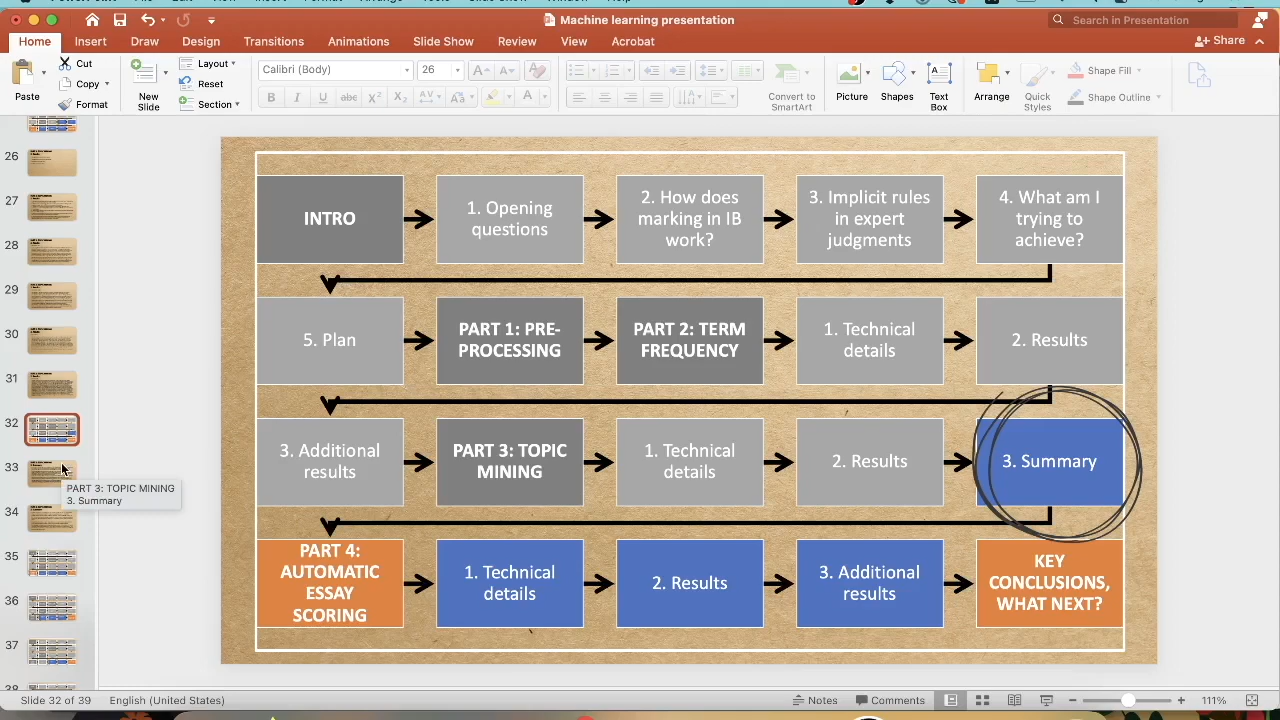 Machine learning presentation
Search in Presentation
Home Insert Draw Design Transitions Animations Slide Show Review View Acrobat
Share
Paste
Cut
Copy
Format
New Slide
Layout
Reset
Section
Calibri (Body) 26
B I U abc X² X₂ AV Aa A
Convert to SmartArt
Picture
Shapes
Text Box
Arrange
Quick Styles
Shape Fill
Shape Outline
26
27
28
29
30
31
32
33
34
35
36
37
38
PART 3: TOPIC MINING
3. Summary
INTRO
1. Opening
questions
2. How does
marking in IB
work?
3. Implicit rules
in expert
judgments
4. What am I
trying to
achieve?
5. Plan
PART 1: PRE-
PROCESSING
PART 2: TERM
FREQUENCY
1. Technical
details
2. Results
3. Additional
results
PART 3: TOPIC
MINING
1. Technical
details
2. Results
3. Summary
PART 4:
AUTOMATIC
ESSAY
SCORING
1. Technical
details
2. Results
3. Additional
results
KEY
CONCLUSIONS,
WHAT NEXT?
Slide 32 of 39
English (United States)
Notes
Comments
111%